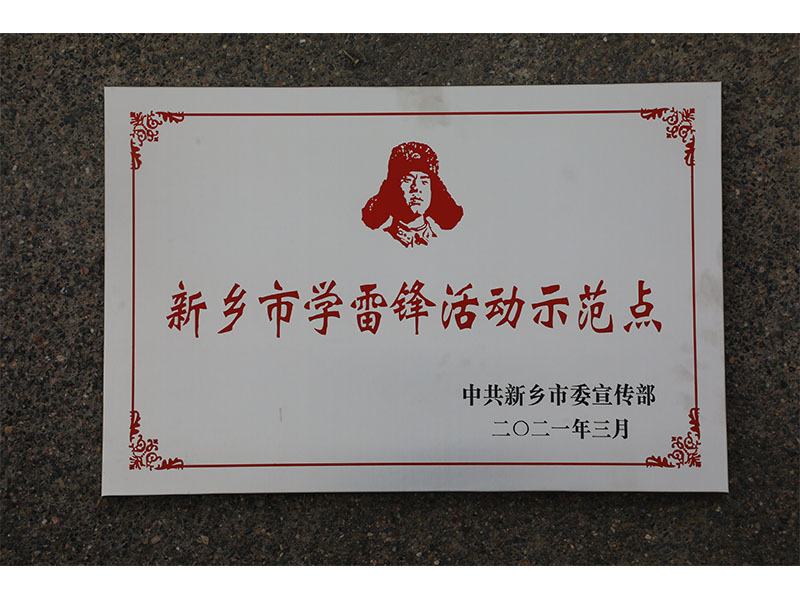 新乡市学雷锋活动示范点
中共新乡市委宣传部
二〇二一年三月